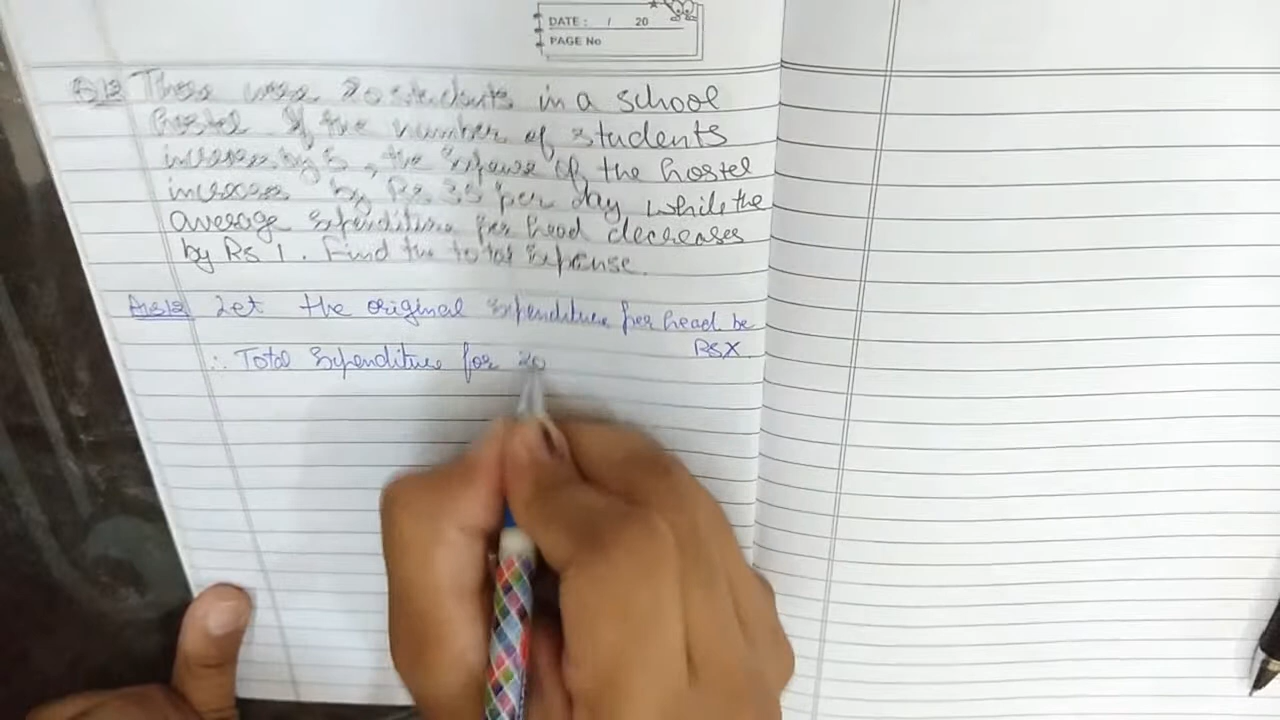 DATE : / 20
PAGE No
Q13 There were 20 students in a school
hostel If the number of students
increases by 5, the expense of the hostel
increases by Rs. 35 per day while the
average expenditure per head decreases
by Rs 1. Find the total expense.
Ans13 Let the original expenditure per head be
Rs X
∴ Total Expenditure for 20